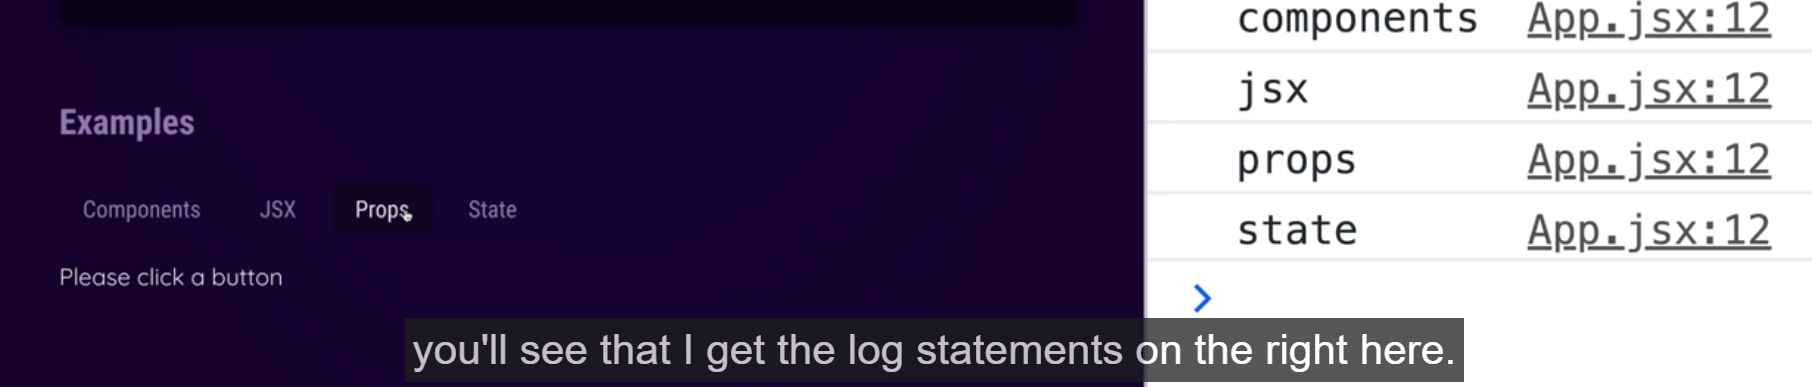 Examples
Components JSX Props State
Please click a button
components App.jsx:12
jsx App.jsx:12
props App.jsx:12
state App.jsx:12
you'll see that I get the log statements on the right here.